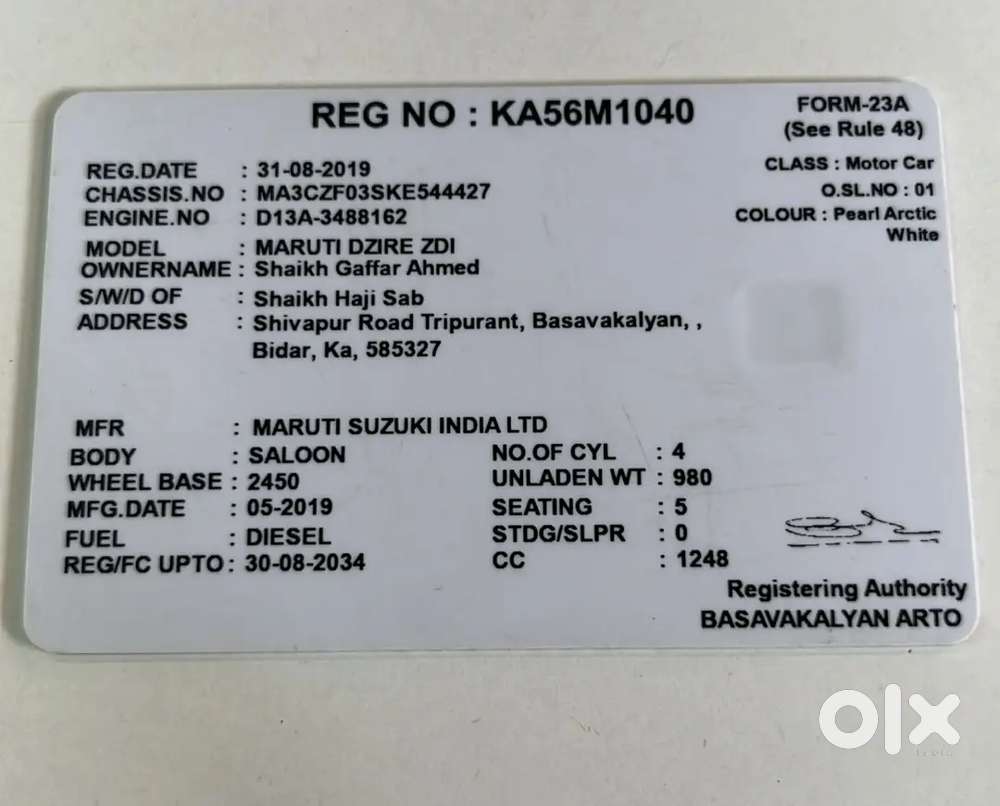 REG NO : KA56M1040
FORM-23A
(See Rule 48)
REG.DATE : 31-08-2019
CHASSIS.NO : MA3CZF03SKE544427
ENGINE.NO : D13A-3488162
MODEL : MARUTI DZIRE ZDI
OWNERNAME : Shaikh Gaffar Ahmed
S/W/D OF : Shaikh Haji Sab
ADDRESS : Shivapur Road Tripurant, Basavakalyan, ,
Bidar, Ka, 585327
CLASS : Motor Car
O.SL.NO : 01
COLOUR : Pearl Arctic
White
MFR : MARUTI SUZUKI INDIA LTD
BODY : SALOON
WHEEL BASE : 2450
MFG.DATE : 05-2019
FUEL : DIESEL
REG/FC UPTO : 30-08-2034
NO.OF CYL : 4
UNLADEN WT : 980
SEATING : 5
STDG/SLPR : 0
CC : 1248
Registering Authority
BASAVAKALYAN ARTO
olx